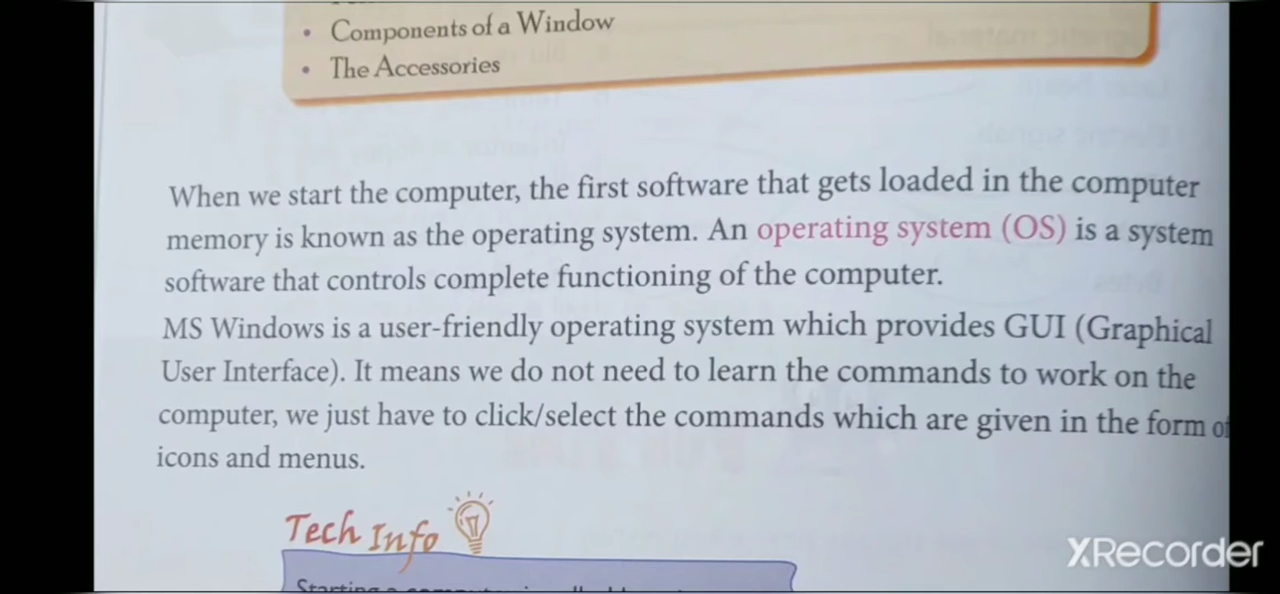 • Components of a Window
• The Accessories
When we start the computer, the first software that gets loaded in the computer
memory is known as the operating system. An operating system (OS) is a system
software that controls complete functioning of the computer.
MS Windows is a user-friendly operating system which provides GUI (Graphical
User Interface). It means we do not need to learn the commands to work on the
computer, we just have to click/select the commands which are given in the form of
icons and menus.
Tech Info
XRecorder